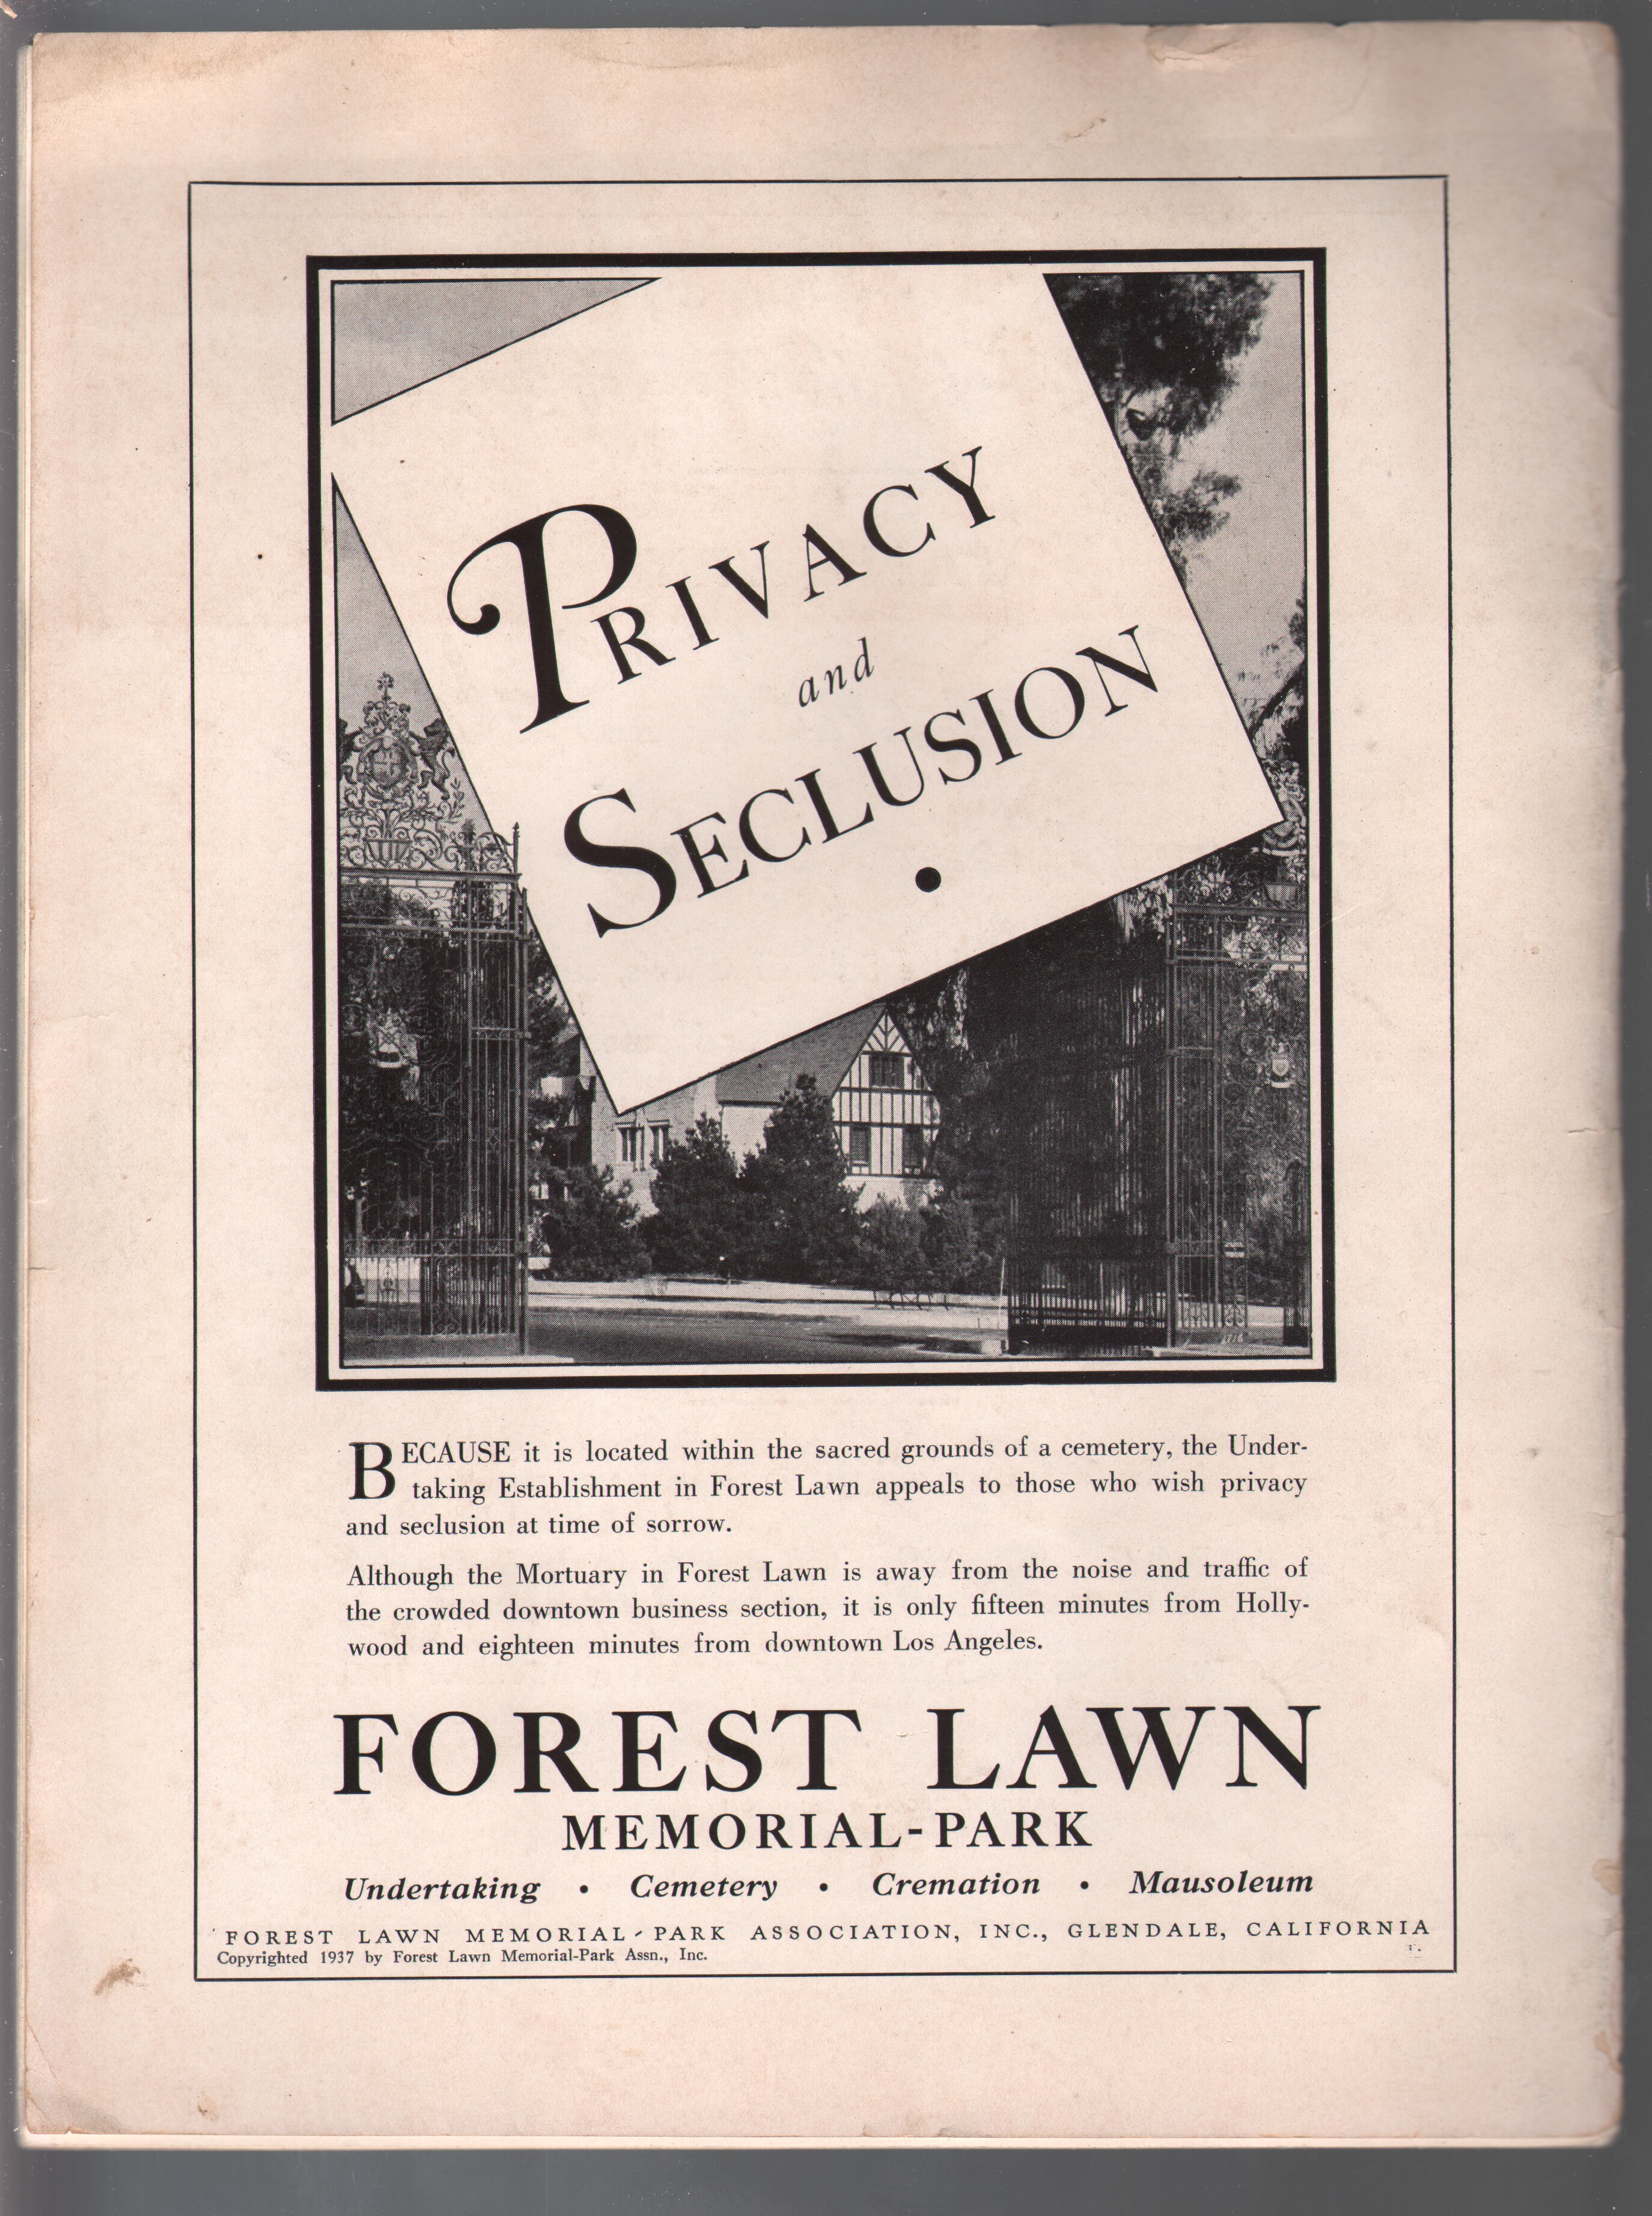 PRIVACY
and
SECLUSION
BECAUSE it is located within the sacred grounds of a cemetery, the Under-
taking Establishment in Forest Lawn appeals to those who wish privacy
and seclusion at time of sorrow.
Although the Mortuary in Forest Lawn is away from the noise and traffic of
the crowded downtown business section, it is only fifteen minutes from Holly-
wood and eighteen minutes from downtown Los Angeles.
FOREST LAWN
MEMORIAL-PARK
Undertaking • Cemetery • Cremation • Mausoleum
FOREST LAWN MEMORIAL-PARK ASSOCIATION, INC., GLENDALE, CALIFORNIA
Copyrighted 1937 by Forest Lawn Memorial-Park Assn., Inc.